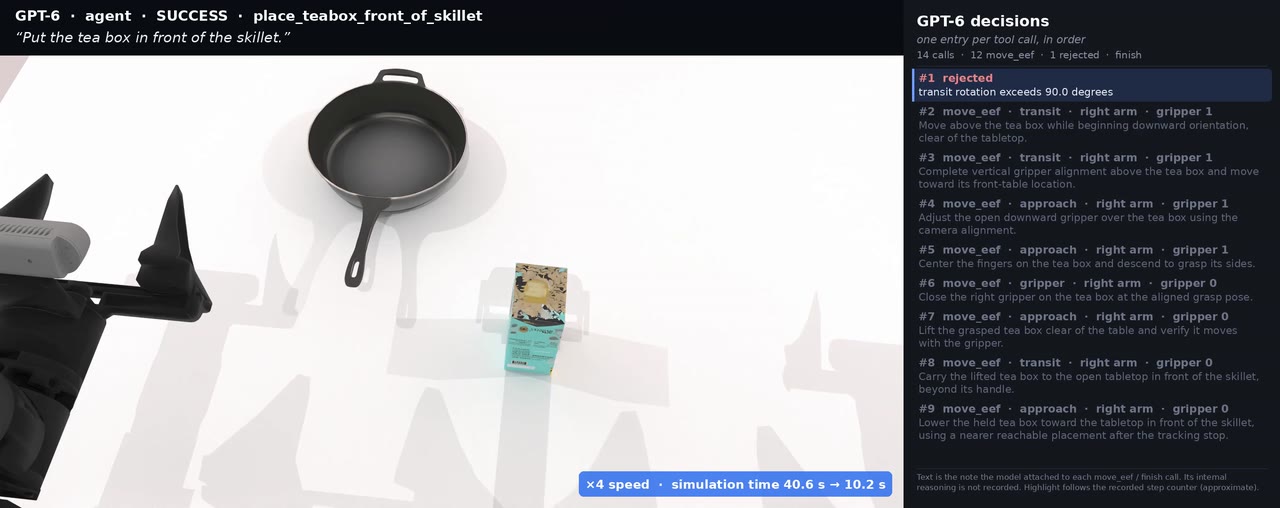 GPT-6 · agent · SUCCESS · place_teabox_front_of_skillet
“Put the tea box in front of the skillet.”
×4 speed · simulation time 40.6 s → 10.2 s
GPT-6 decisions
one entry per tool call, in order
14 calls · 12 move_eef · 1 rejected · finish
#1 rejected
transit rotation exceeds 90.0 degrees
#2 move_eef · transit · right arm · gripper 1
Move above the tea box while beginning downward orientation,
clear of the tabletop.
#3 move_eef · transit · right arm · gripper 1
Complete vertical gripper alignment above the tea box and move
toward its front-table location.
#4 move_eef · approach · right arm · gripper 1
Adjust the open downward gripper over the tea box using the
camera alignment.
#5 move_eef · approach · right arm · gripper 1
Center the fingers on the tea box and descend to grasp its sides.
#6 move_eef · gripper · right arm · gripper 0
Close the right gripper on the tea box at the aligned grasp pose.
#7 move_eef · approach · right arm · gripper 0
Lift the grasped tea box clear of the table and verify it moves
with the gripper.
#8 move_eef · transit · right arm · gripper 0
Carry the lifted tea box to the open tabletop in front of the skillet,
beyond its handle.
#9 move_eef · approach · right arm · gripper 0
Lower the held tea box toward the tabletop in front of the skillet,
using a nearer reachable placement after the tracking stop.
Text is the note the model attached to each move_eef / finish call. Its internal
reasoning is not recorded. Highlight follows the recorded step counter (approximate).